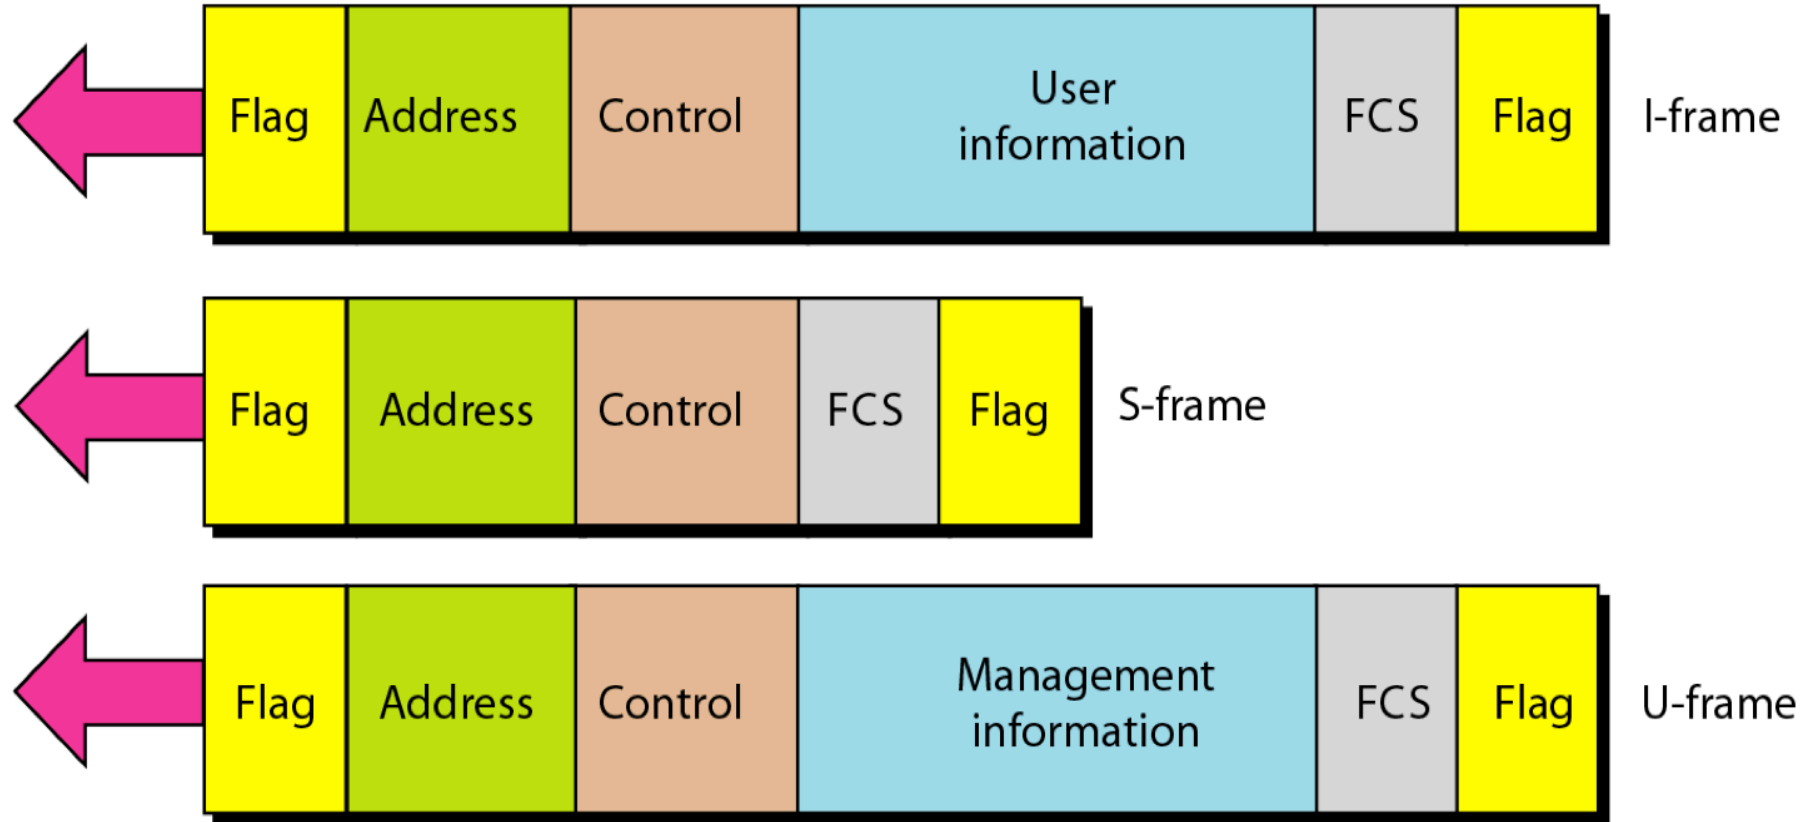 Flag Address Control User information FCS Flag I-frame
Flag Address Control FCS Flag S-frame
Flag Address Control Management information FCS Flag U-frame